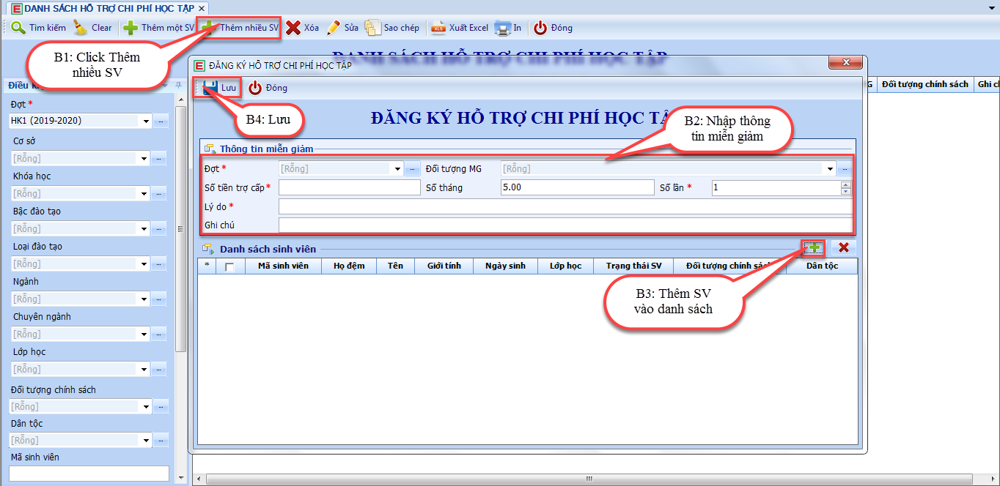 DANH SÁCH HỖ TRỢ CHI PHÍ HỌC TẬP
Tìm kiếm Clear Thêm một SV Thêm nhiều SV Xóa Sửa Sao chép Xuất Excel In Đóng
B1: Click Thêm
nhiều SV
DANH SÁCH HỖ TRỢ CHI PHÍ HỌC TẬP
ĐĂNG KÝ HỖ TRỢ CHI PHÍ HỌC TẬP
Lưu Đóng
B4: Lưu
ĐĂNG KÝ HỖ TRỢ CHI PHÍ HỌC
B2: Nhập thông
tin miễn giảm
G Đối tượng chính sách Ghi
Điều
Đợt *
HK1 (2019-2020)
Cơ sở
[Rỗng]
Khóa học
[Rỗng]
Bậc đào tạo
[Rỗng]
Loại đào tạo
[Rỗng]
Ngành
[Rỗng]
Chuyên ngành
[Rỗng]
Lớp học
[Rỗng]
Đối tượng chính sách
[Rỗng]
Dân tộc
[Rỗng]
Mã sinh viên
Thông tin miễn giảm
Đợt * [Rỗng] Đối tượng MG [Rỗng]
Số tiền trợ cấp * Số tháng 5.00 Số lần * 1
Lý do *
Ghi chú
Danh sách sinh viên
* Mã sinh viên Họ đệm Tên Giới tính Ngày sinh Lớp học Trạng thái SV Đối tượng chính sách Dân tộc
B3: Thêm SV
vào danh sách